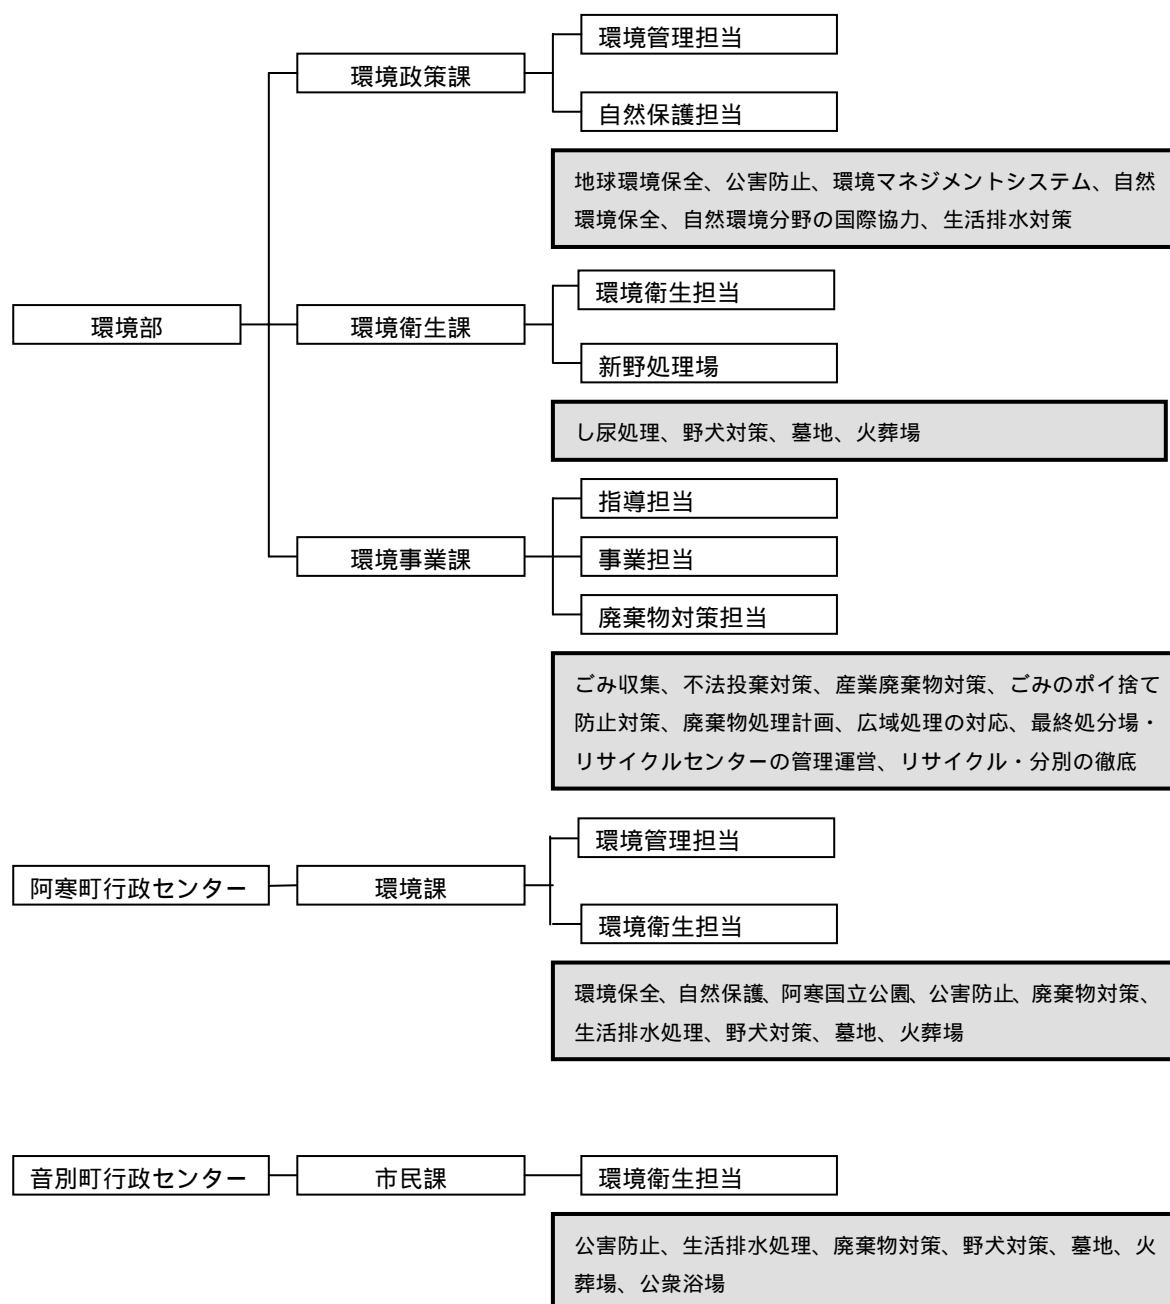 環境管理担当
環境政策課
自然保護担当
地球環境保全、公害防止、環境マネジメントシステム、自然
環境保全、自然環境分野の国際協力、生活排水対策
環境衛生担当
環境部
環境衛生課
新野処理場
し尿処理、野犬対策、墓地、火葬場
指導担当
環境事業課
事業担当
廃棄物対策担当
ごみ収集、不法投棄対策、産業廃棄物対策、ごみのポイ捨て
防止対策、廃棄物処理計画、広域処理の対応、最終処分場・
リサイクルセンターの管理運営、リサイクル・分別の徹底
環境管理担当
阿寒町行政センター
環境課
環境衛生担当
環境保全、自然保護、阿寒国立公園、公害防止、廃棄物対策、
生活排水処理、野犬対策、墓地、火葬場
音別町行政センター
市民課
環境衛生担当
公害防止、生活排水処理、廃棄物対策、野犬対策、墓地、火
葬場、公衆浴場